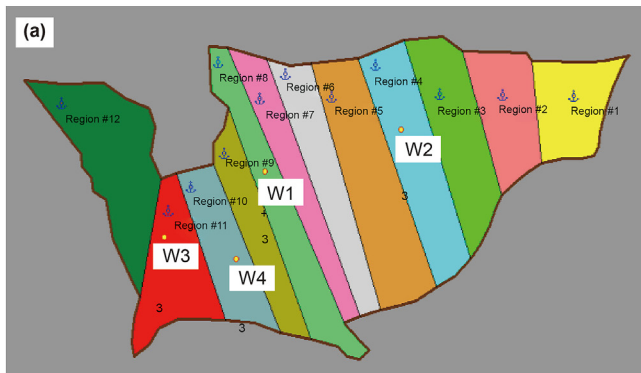 (a)
Region #8
Region #6
Region #4
Region #12
Region #7
Region #5
Region #3
Region #2
Region #1
Region #9
W1
W2
Region #10
Region #11
3
4
3
W3
W4
3
3